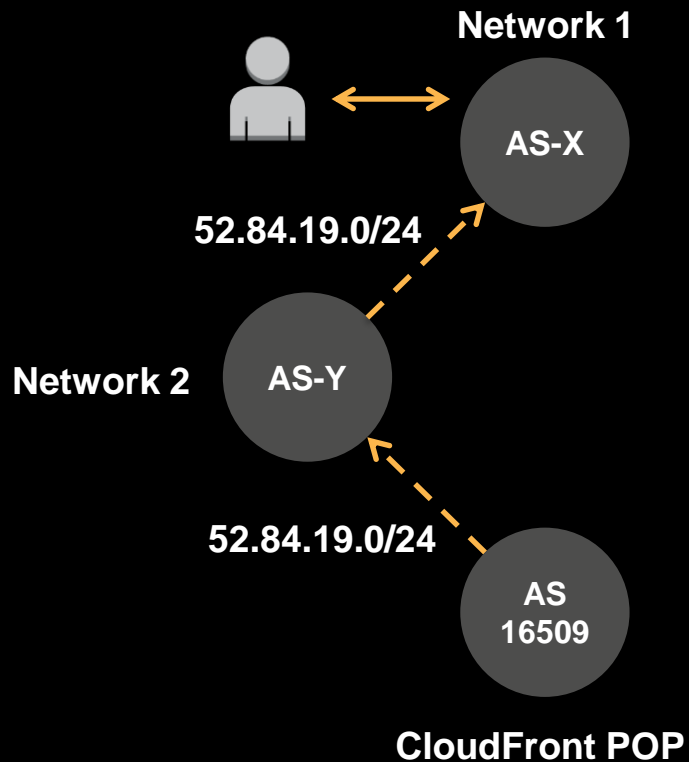 Network 1
AS-X
52.84.19.0/24
Network 2
AS-Y
52.84.19.0/24
AS
16509
CloudFront POP